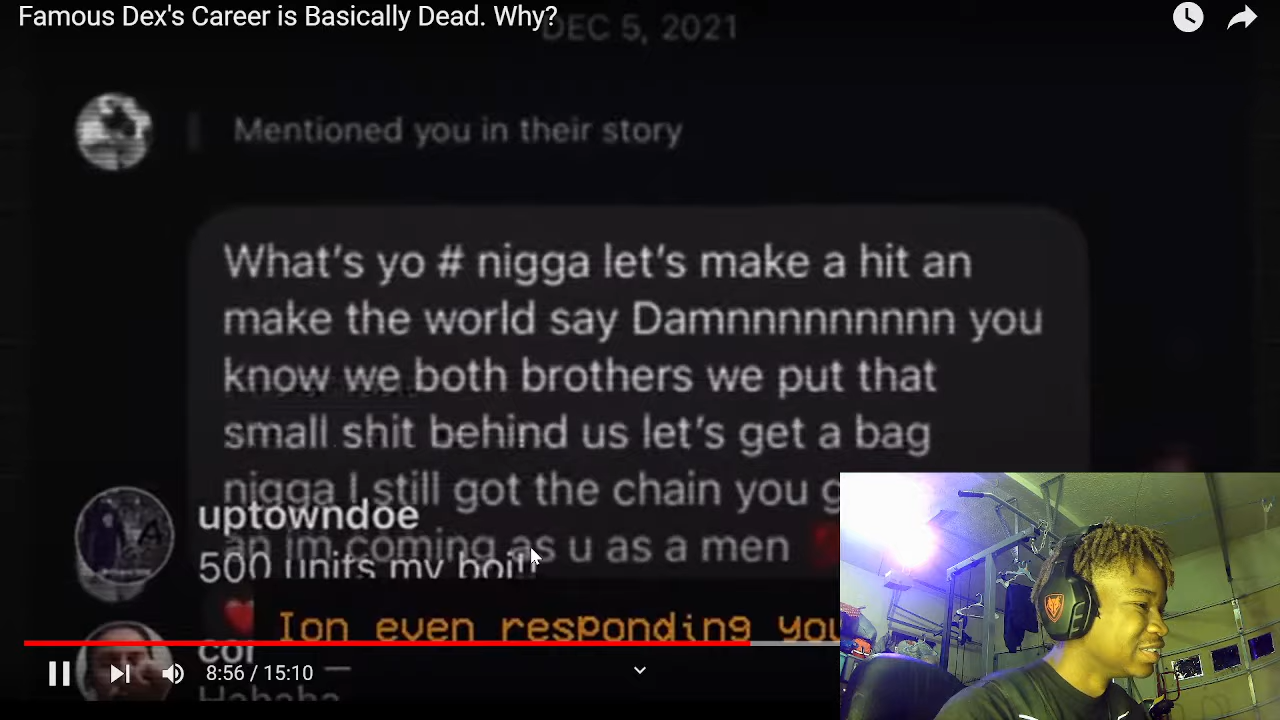 Famous Dex's Career is Basically Dead. Why?
DEC 5, 2021
Mentioned you in their story
What's yo # nigga let's make a hit an
make the world say Damnnnnnnnnnn you
know we both brothers we put that
small shit behind us let's get a bag
nigga I still got the chain you g
uptowndoe
an im coming as u as a men
500 units my boi!!
Ion even responding you
cor
8:56 / 15:10
Hahaha